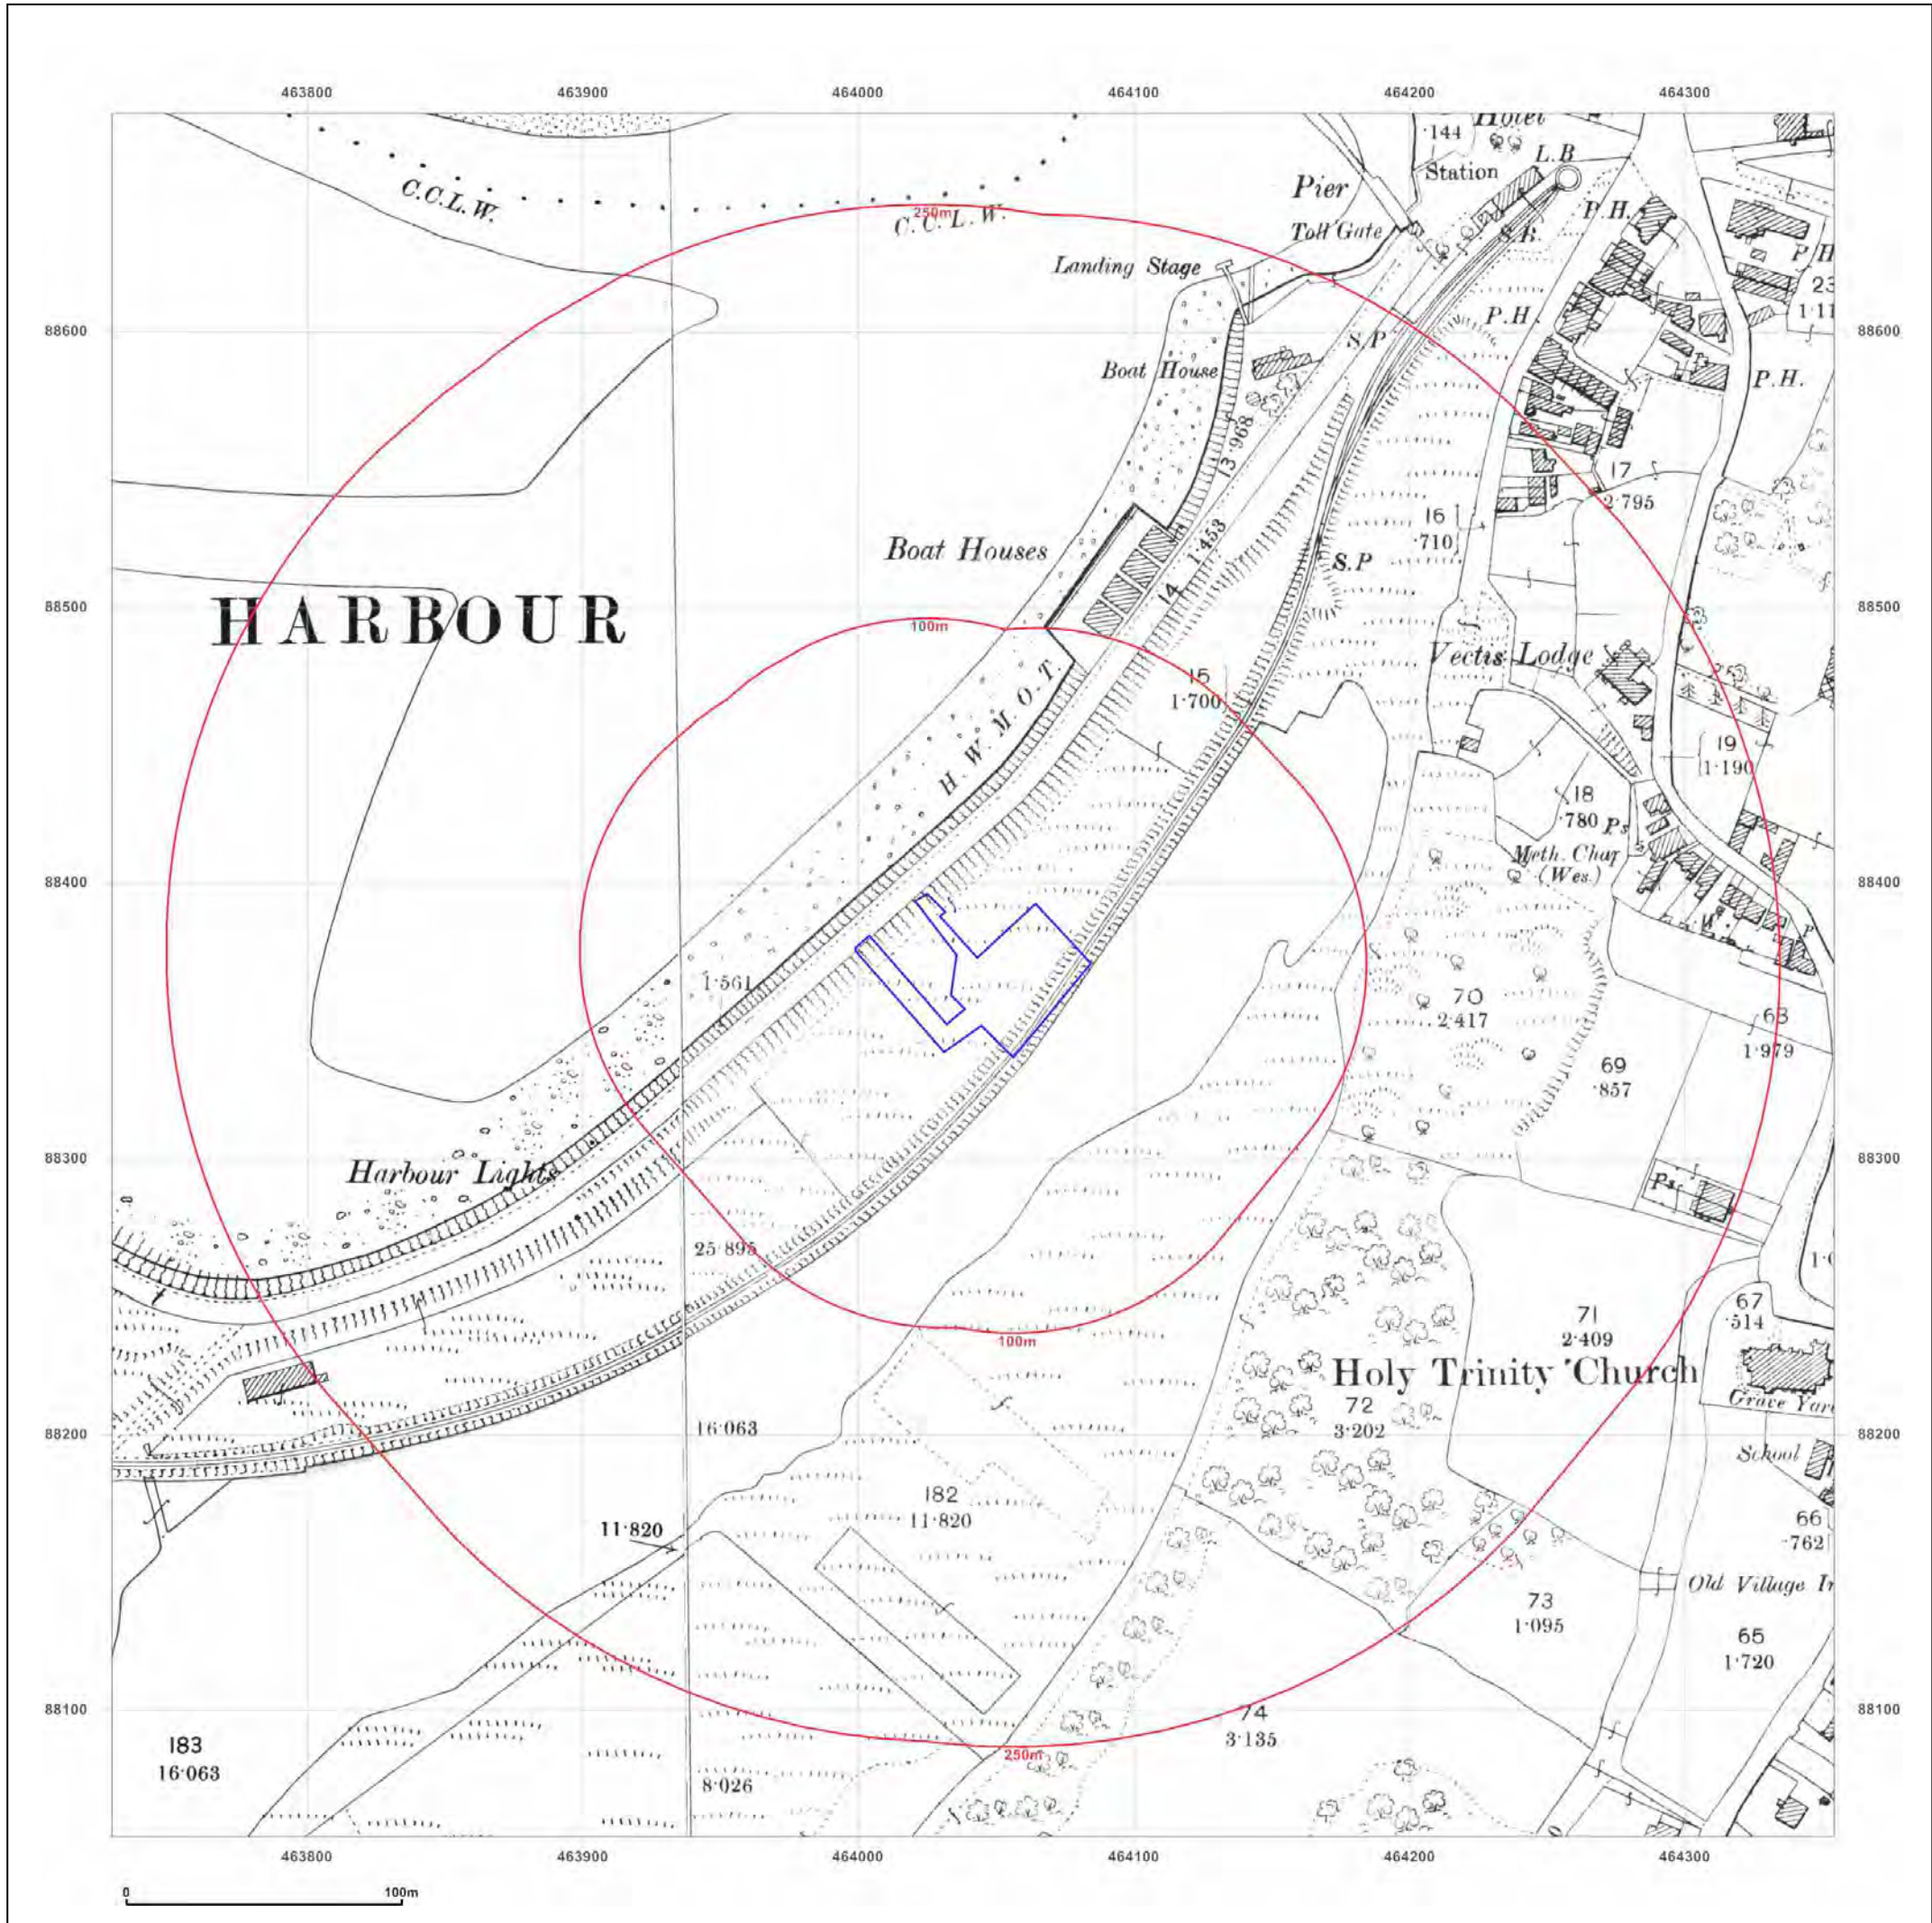 463800
463900
464000
464100
464200
464300
·144
L.B
Station
C.C.L.W.
Pier
P.H.
250m
C.C.L.W.
Toll Gate
S.B.
Landing Stage
P.H
23
1·11
88600
88600
P.H.
S.P
Boat House
P.H.
13 ·968
17
2·795
16
·710
14 1·453
Boat Houses
S.P
88500
88500
HARBOUR
100m
Vectis Lodge
15
1·700
H. W. M. O. T.
19
1·190
18
·780
Ps
Meth. Chap
(Wes.)
88400
88400
1·561
70
2·417
68
1·979
69
·857
88300
88300
Harbour Lights
Ps
25·895
67
·514
71
2·409
100m
Holy Trinity Church
72
3·202
Grave Yard
88200
88200
16·063
School
182
11·820
11·820
66
·762
Old Village In
73
1·095
65
1·720
88100
88100
74
3·135
183
16·063
250m
8·026
463800
463900
464000
464100
464200
464300
0
100m